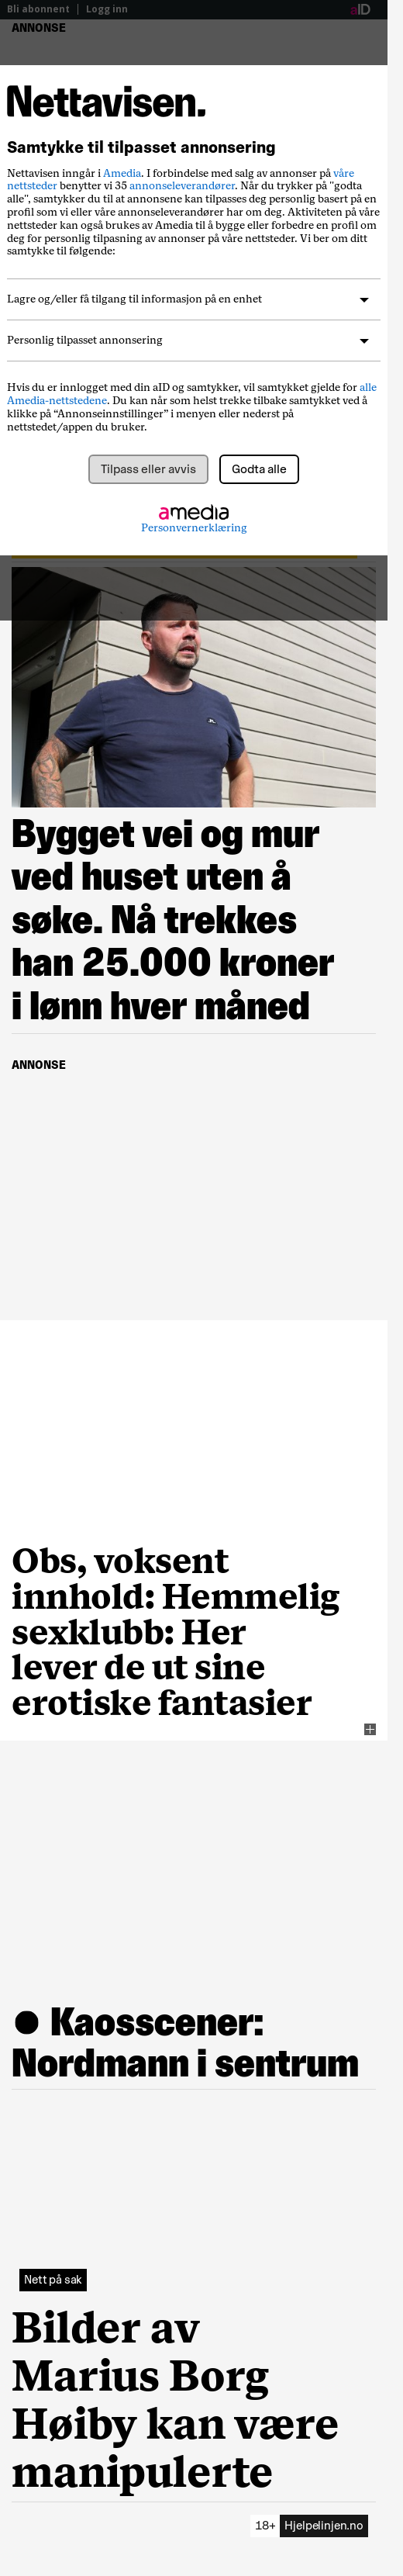 Bli abonnent | Logg inn
aID
ANNONSE
Nettavisen.
Samtykke til tilpasset annonsering
Nettavisen inngår i Amedia. I forbindelse med salg av annonser på våre
nettsteder benytter vi 35 annonseleverandører. Når du trykker på "godta
alle", samtykker du til at annonsene kan tilpasses deg personlig basert på en
profil som vi eller våre annonseleverandører har om deg. Aktiviteten på våre
nettsteder kan også brukes av Amedia til å bygge eller forbedre en profil om
deg for personlig tilpasning av annonser på våre nettsteder. Vi ber om ditt
samtykke til følgende:
Lagre og/eller få tilgang til informasjon på en enhet
Personlig tilpasset annonsering
Hvis du er innlogget med din aID og samtykker, vil samtykket gjelde for alle
Amedia-nettstedene. Du kan når som helst trekke tilbake samtykket ved å
klikke på “Annonseinnstillinger” i menyen eller nederst på
nettstedet/appen du bruker.
Tilpass eller avvis
Godta alle
amedia
Personvernerklæring
Bygget vei og mur
ved huset uten å
søke. Nå trekkes
han 25.000 kroner
i lønn hver måned
ANNONSE
Obs, voksent
innhold: Hemmelig
sexklubb: Her
lever de ut sine
erotiske fantasier
● Kaosscener:
Nordmann i sentrum
Nett på sak
Bilder av
Marius Borg
Høiby kan være
manipulerte
18+ Hjelpelinjen.no